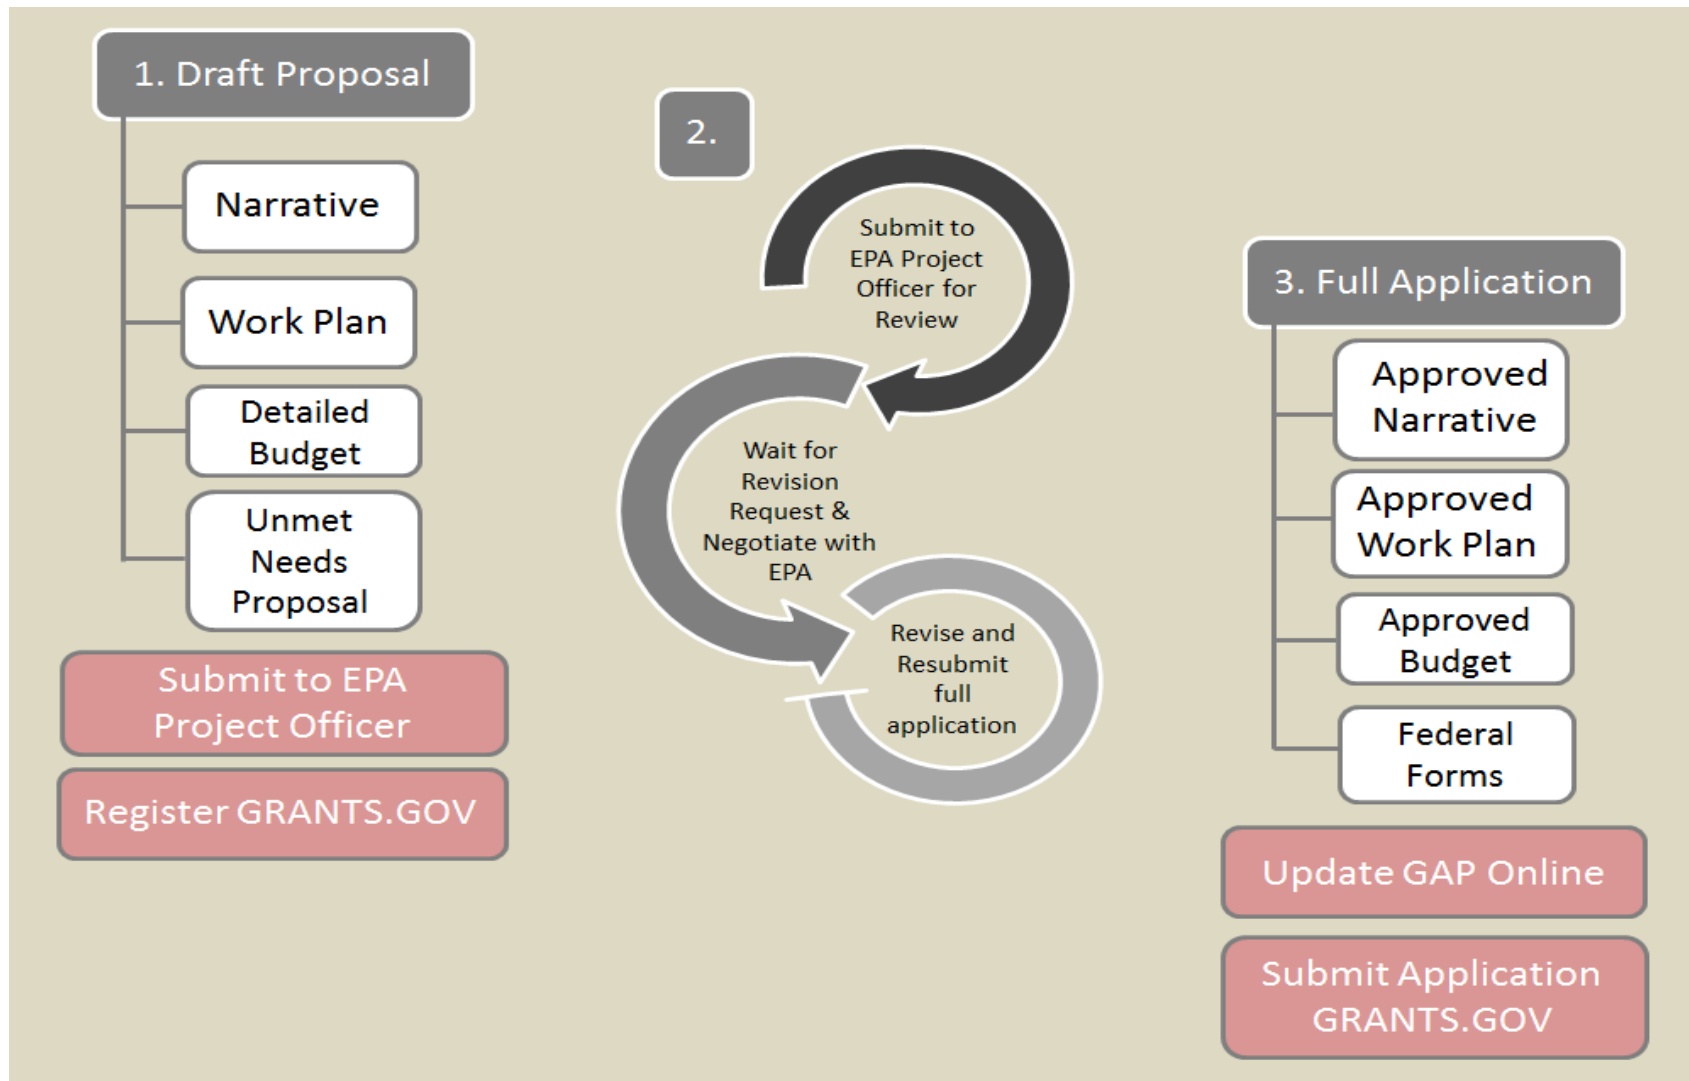 1. Draft Proposal
Narrative
Work Plan
Detailed
Budget
Unmet
Needs
Proposal
Submit to EPA
Project Officer
Register GRANTS.GOV
2.
Submit to
EPA Project
Officer for
Review
Wait for
Revision
Request &
Negotiate with
EPA
Revise and
Resubmit
full
application
3. Full Application
Approved
Narrative
Approved
Work Plan
Approved
Budget
Federal
Forms
Update GAP Online
Submit Application
GRANTS.GOV